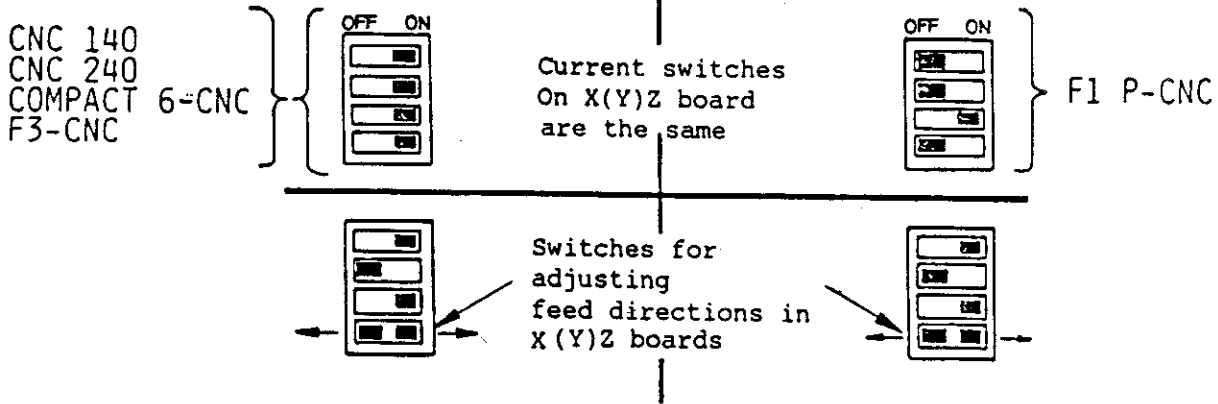 CNC 140
CNC 240
COMPACT 6-CNC
F3-CNC
OFF ON
Current switches
On X(Y)Z board
are the same
OFF ON
F1 P-CNC
Switches for
adjusting
feed directions in
X(Y)Z boards